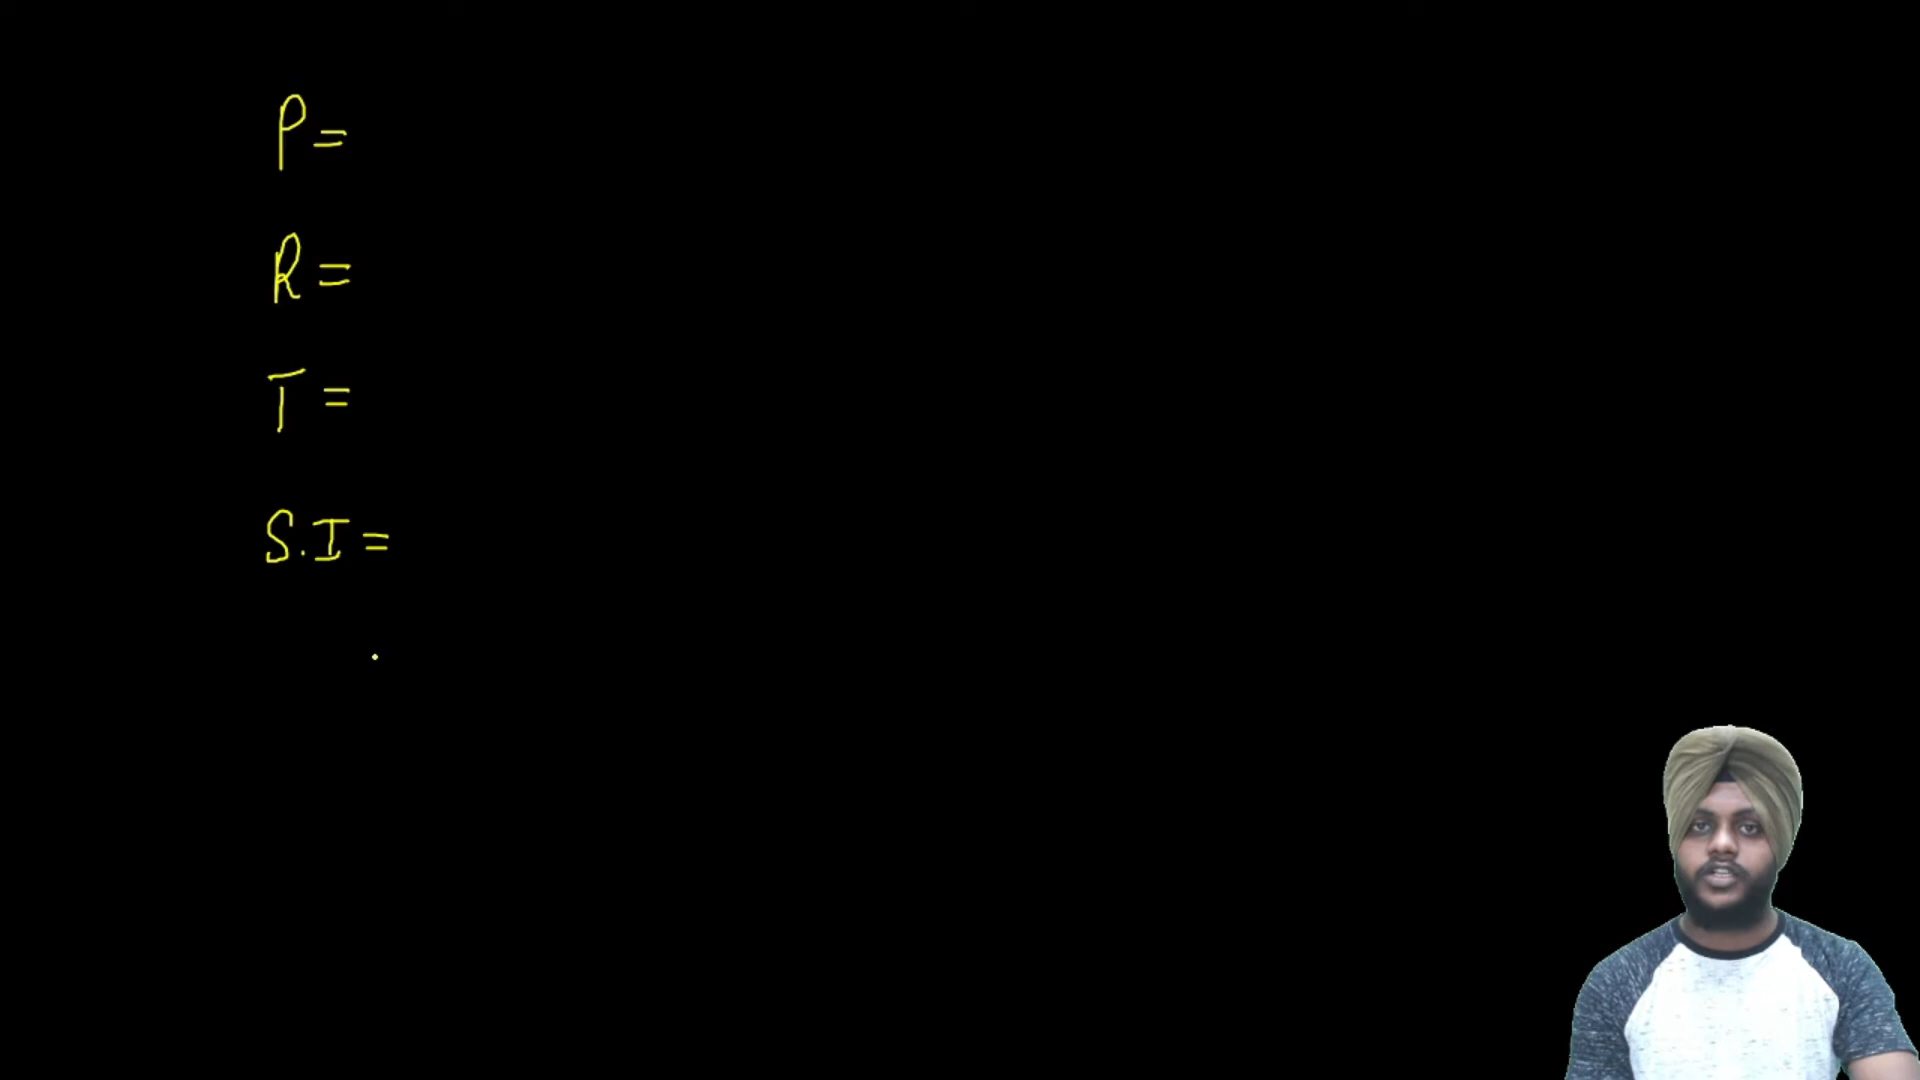 P=
R=
T=
S.I=